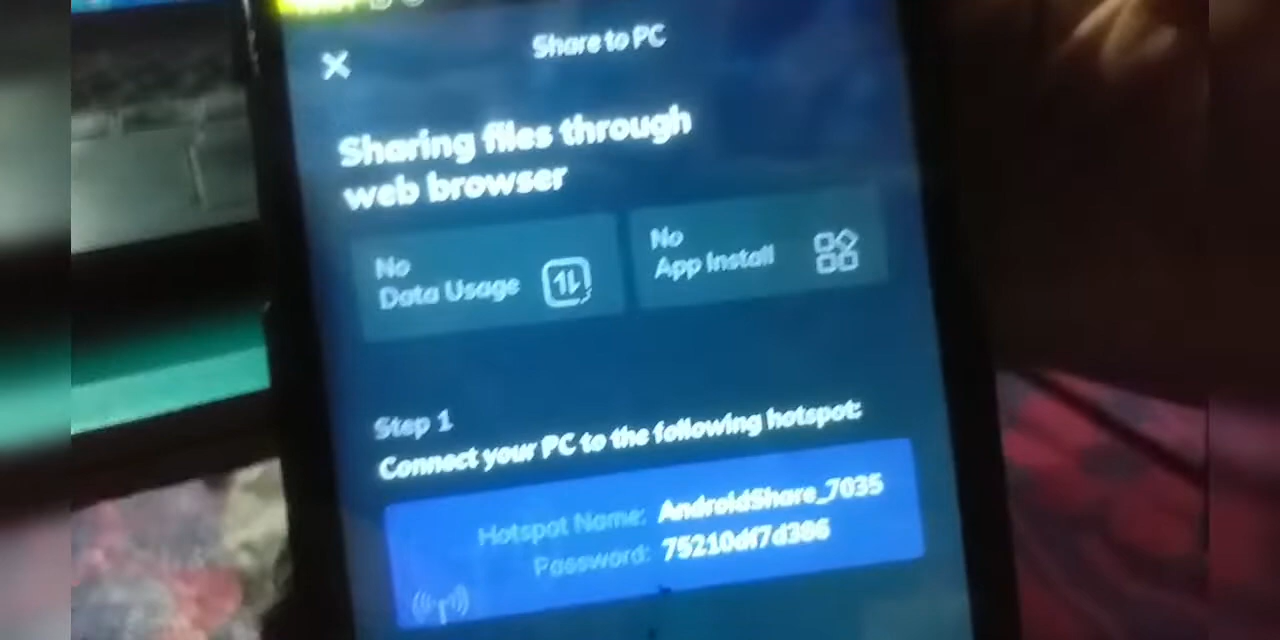 Share to PC
Sharing files through
web browser
No
Data Usage
No
App Install
Step 1
Connect your PC to the following hotspot:
Hotspot Name: AndroidShare_7035
Password: 75210df7d386